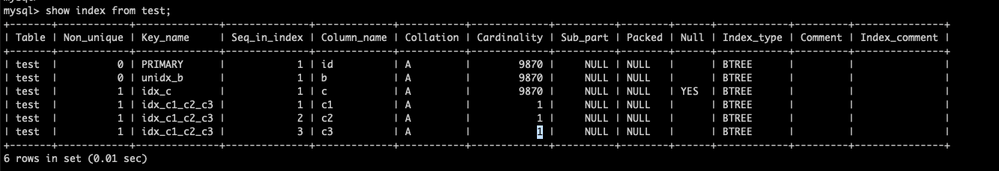 mysql> show index from test;
+-------+------------+--------------+--------------+-------------+-----------+-------------+----------+--------+------+------------+---------+---------------+
| Table | Non_unique | Key_name     | Seq_in_index | Column_name | Collation | Cardinality | Sub_part | Packed | Null | Index_type | Comment | Index_comment |
+-------+------------+--------------+--------------+-------------+-----------+-------------+----------+--------+------+------------+---------+---------------+
| test  |          0 | PRIMARY      |            1 | id          | A         |        9870 |     NULL | NULL   |      | BTREE      |         |               |
| test  |          0 | unidx_b      |            1 | b           | A         |        9870 |     NULL | NULL   |      | BTREE      |         |               |
| test  |          1 | idx_c        |            1 | c           | A         |        9870 |     NULL | NULL   | YES  | BTREE      |         |               |
| test  |          1 | idx_c1_c2_c3 |            1 | c1          | A         |           1 |     NULL | NULL   |      | BTREE      |         |               |
| test  |          1 | idx_c1_c2_c3 |            2 | c2          | A         |           1 |     NULL | NULL   |      | BTREE      |         |               |
| test  |          1 | idx_c1_c2_c3 |            3 | c3          | A         |           1 |     NULL | NULL   |      | BTREE      |         |               |
+-------+------------+--------------+--------------+-------------+-----------+-------------+----------+--------+------+------------+---------+---------------+
6 rows in set (0.01 sec)